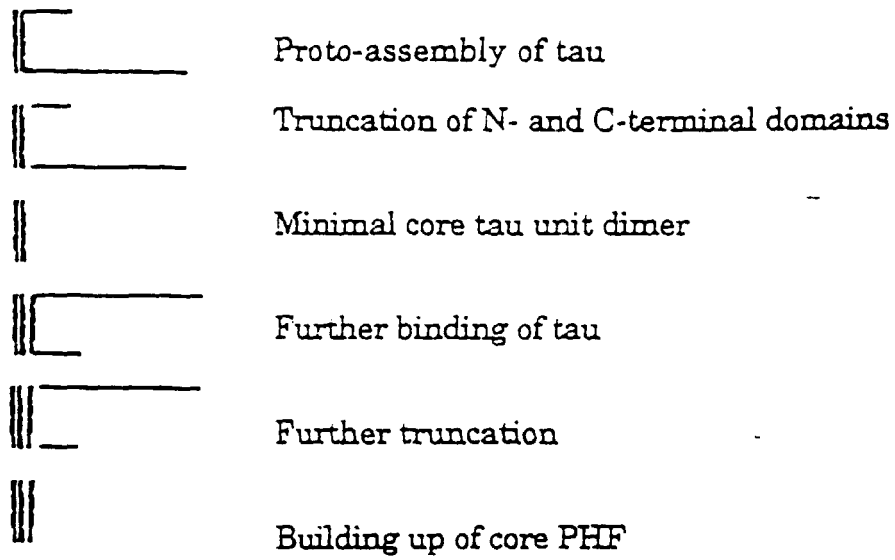 Proto-assembly of tau
Truncation of N- and C-terminal domains
Minimal core tau unit dimer
Further binding of tau
Further truncation
Building up of core PHF